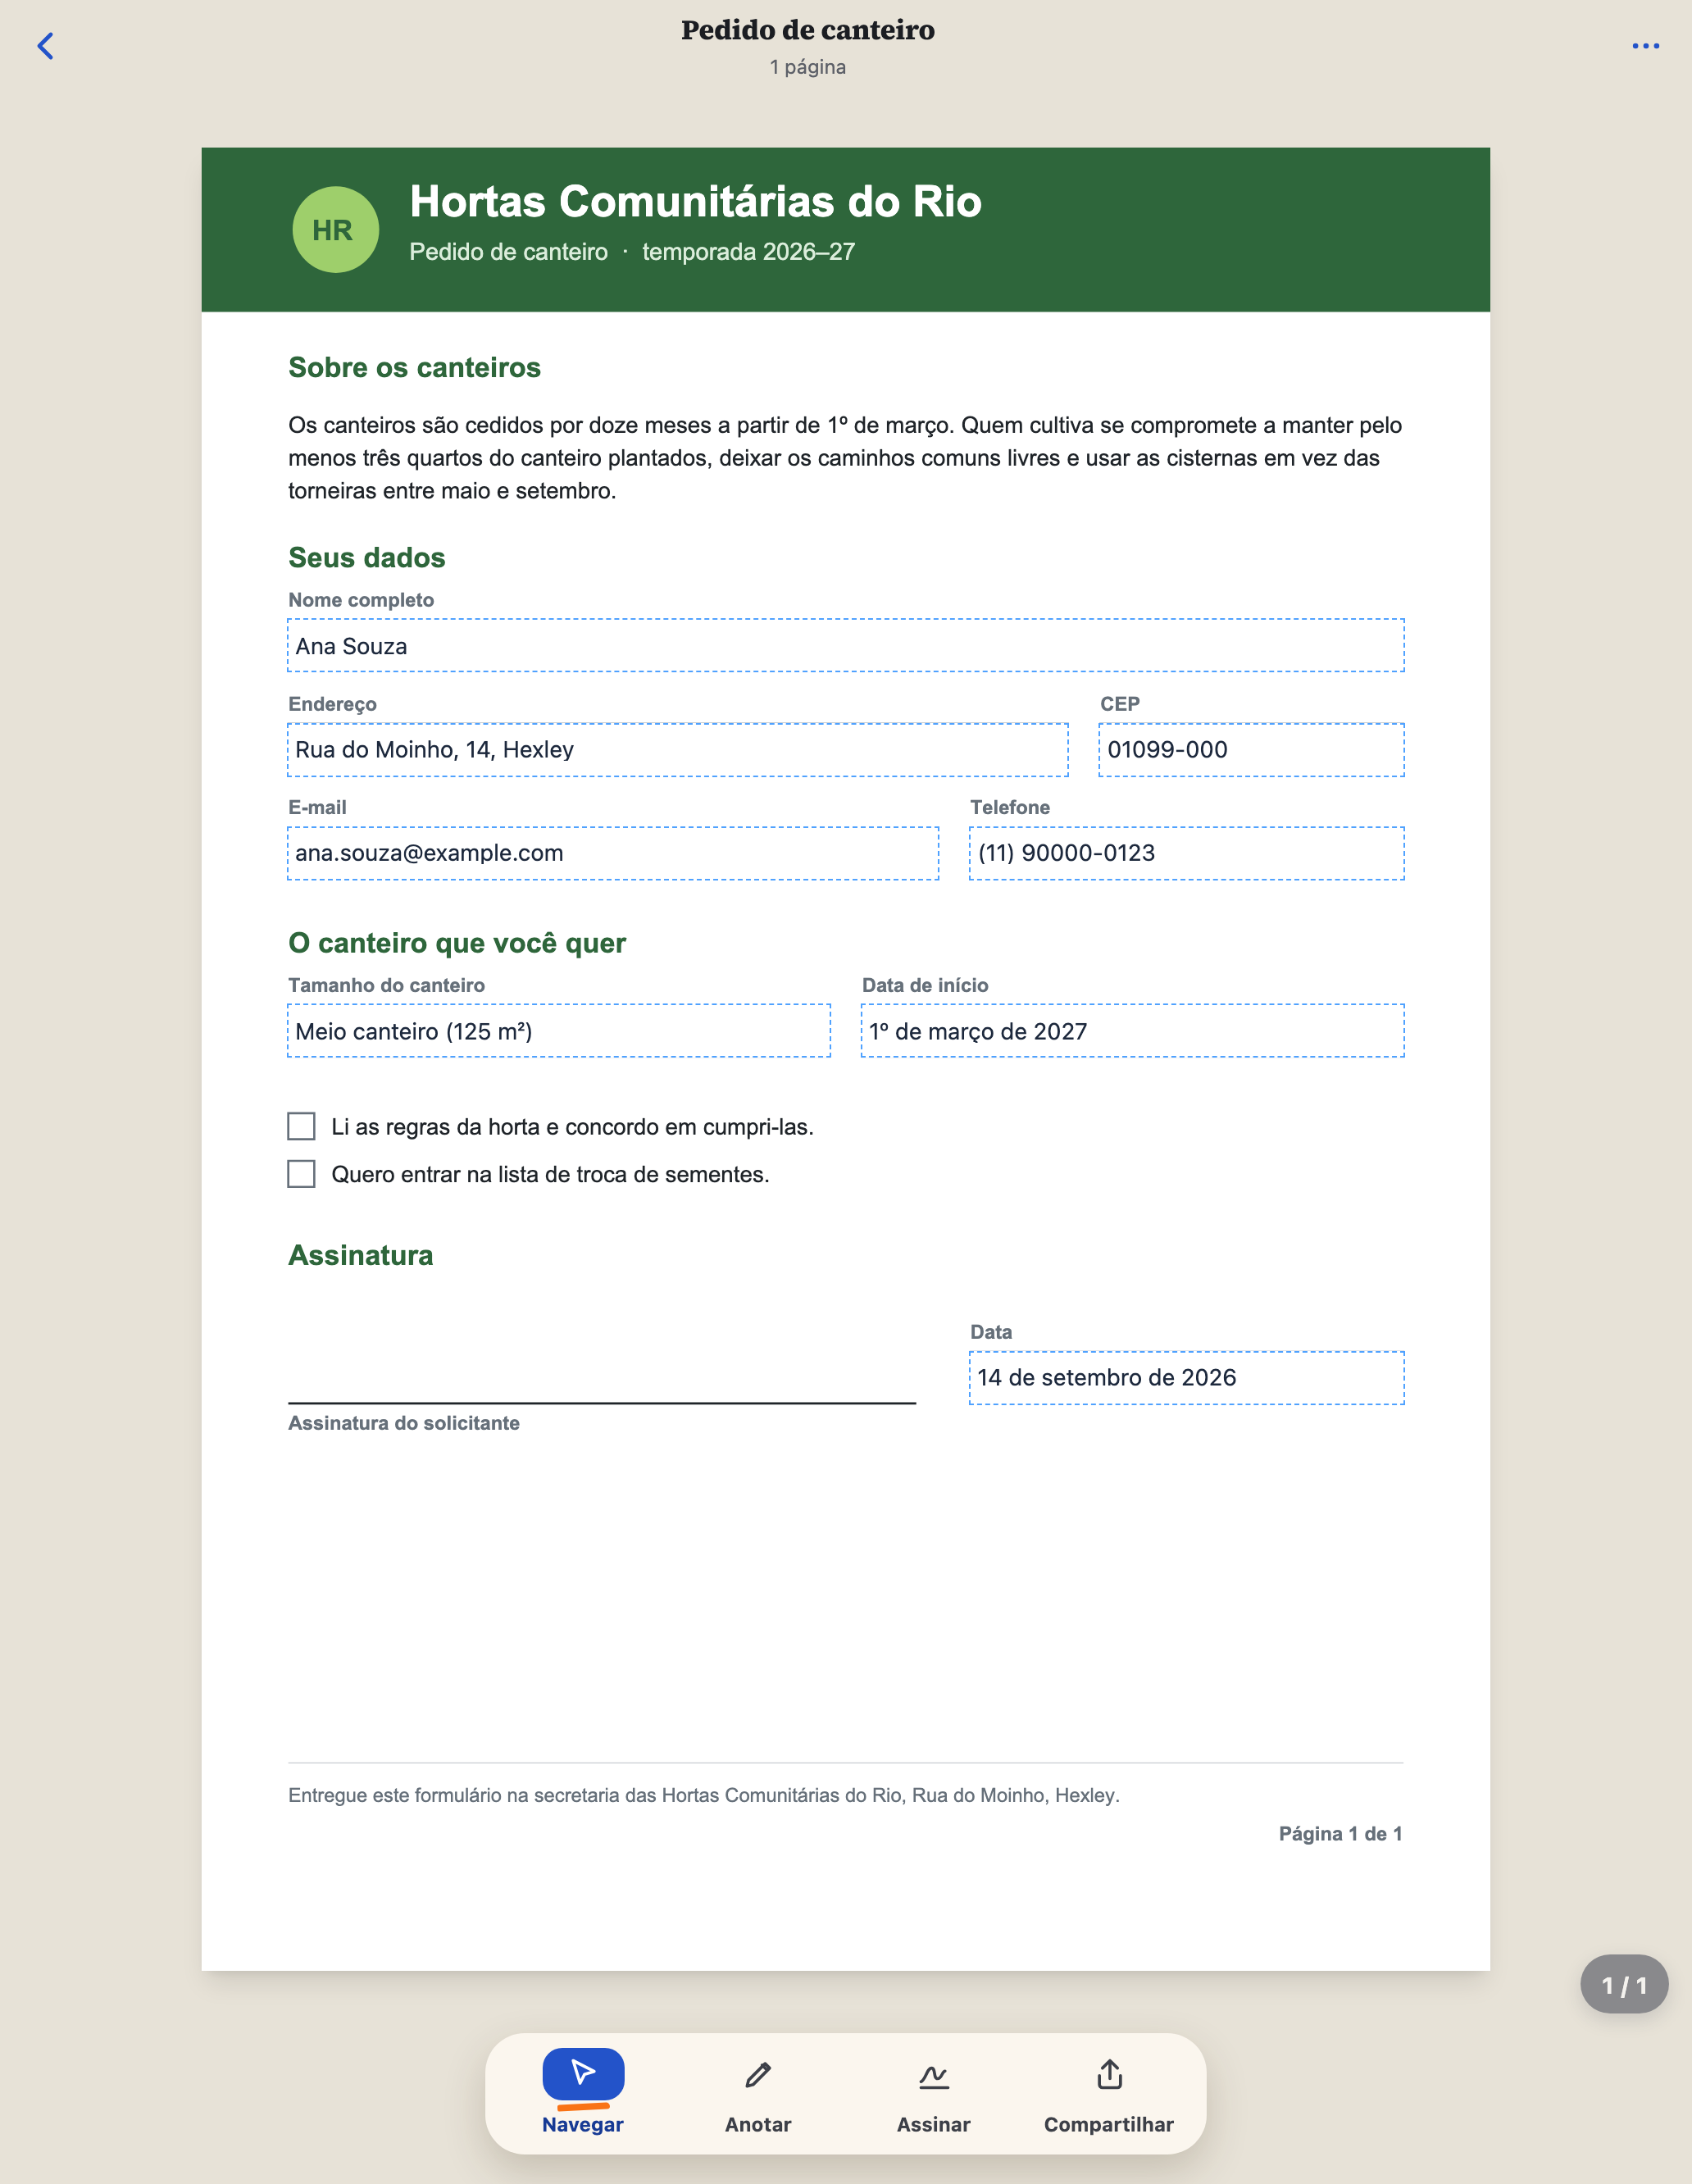 Pedido de canteiro
1 página
HR
Hortas Comunitárias do Rio
Pedido de canteiro · temporada 2026–27
Sobre os canteiros
Os canteiros são cedidos por doze meses a partir de 1º de março. Quem cultiva se compromete a manter pelo
menos três quartos do canteiro plantados, deixar os caminhos comuns livres e usar as cisternas em vez das
torneiras entre maio e setembro.
Seus dados
Nome completo
Ana Souza
Endereço CEP
Rua do Moinho, 14, Hexley 01099-000
E-mail Telefone
ana.souza@example.com (11) 90000-0123
O canteiro que você quer
Tamanho do canteiro Data de início
Meio canteiro (125 m²) 1º de março de 2027
Li as regras da horta e concordo em cumpri-las.
Quero entrar na lista de troca de sementes.
Assinatura
Data
14 de setembro de 2026
Assinatura do solicitante
Entregue este formulário na secretaria das Hortas Comunitárias do Rio, Rua do Moinho, Hexley.
Página 1 de 1
1 / 1
Navegar Anotar Assinar Compartilhar